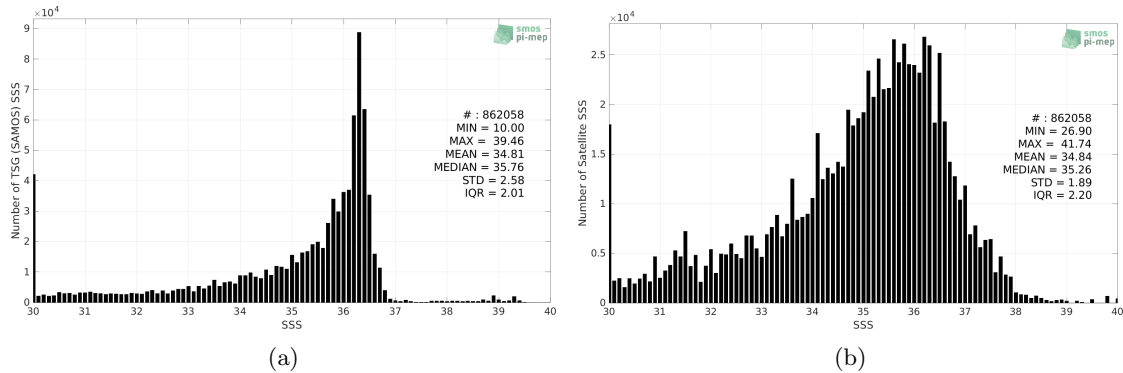 ×10⁴
9
8
7
6
5
4
3
2
1
0
Number of TSG (SAMOS) SSS
smos
pi-mep
# : 862058
MIN = 10.00
MAX = 39.46
MEAN = 34.81
MEDIAN = 35.76
STD = 2.58
IQR = 2.01
30 31 32 33 34 35 36 37 38 39 40
SSS
(a)
×10⁴
2.5
2
1.5
1
0.5
0
Number of Satellite SSS
smos
pi-mep
# : 862058
MIN = 26.90
MAX = 41.74
MEAN = 34.84
MEDIAN = 35.26
STD = 1.89
IQR = 2.20
30 31 32 33 34 35 36 37 38 39 40
SSS
(b)